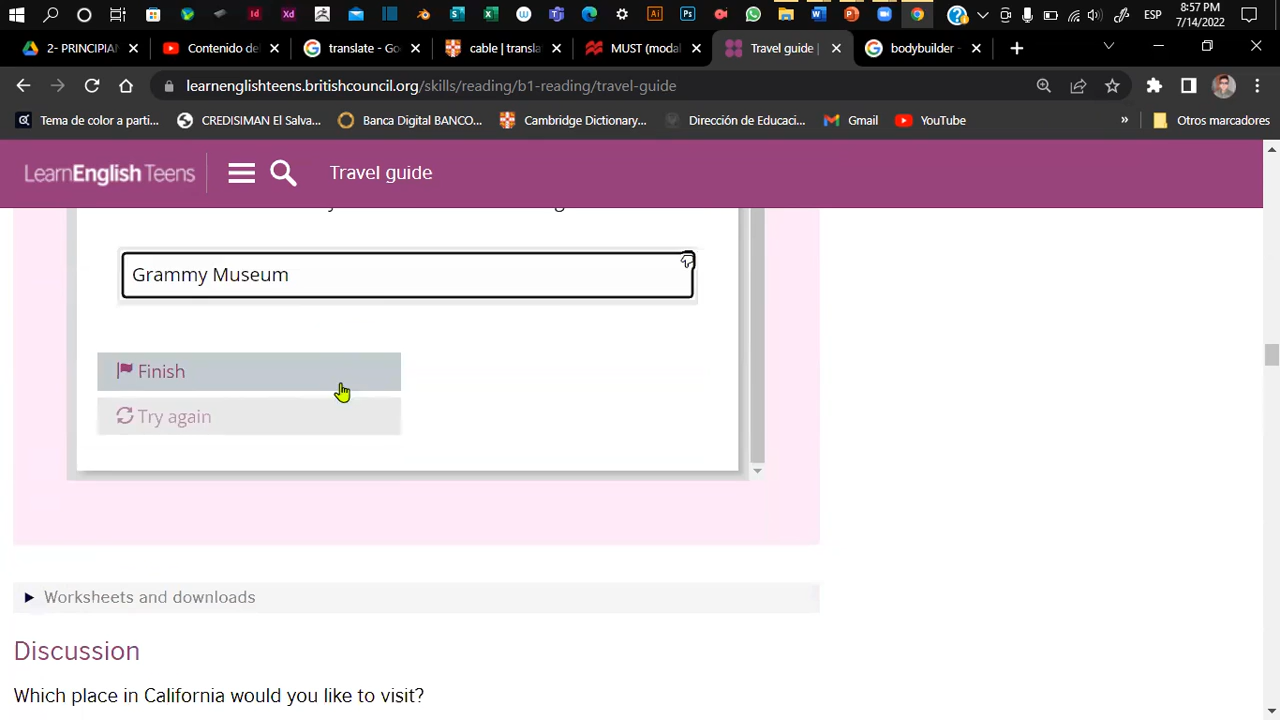 8:57 PM
ESP
7/14/2022
2- PRINCIPIAN
Contenido de
translate - Go
cable | transla
MUST (modal
Travel guide |
bodybuilder -
learnenglishteens.britishcouncil.org/skills/reading/b1-reading/travel-guide
Tema de color a parti...
CREDISIMAN El Salva...
Banca Digital BANCO...
Cambridge Dictionary...
Dirección de Educaci...
Gmail
YouTube
»
Otros marcadores
LearnEnglish Teens
Travel guide
Grammy Museum
Finish
Try again
Worksheets and downloads
Discussion
Which place in California would you like to visit?